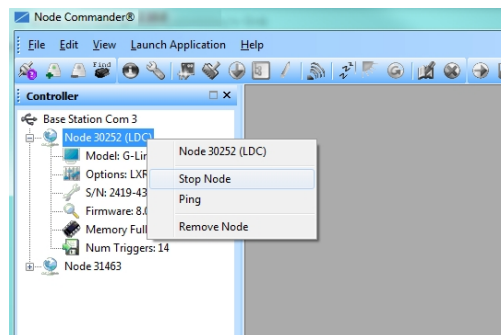 Node Commander®
File Edit View Launch Application Help
Find
Controller
Base Station Com 3
Node 30252 (LDC)
Node 30252 (LDC)
Model: G-Lin
Options: LXR
Stop Node
S/N: 2419-43
Ping
Firmware: 8.0
Memory Full
Remove Node
Num Triggers: 14
Node 31463